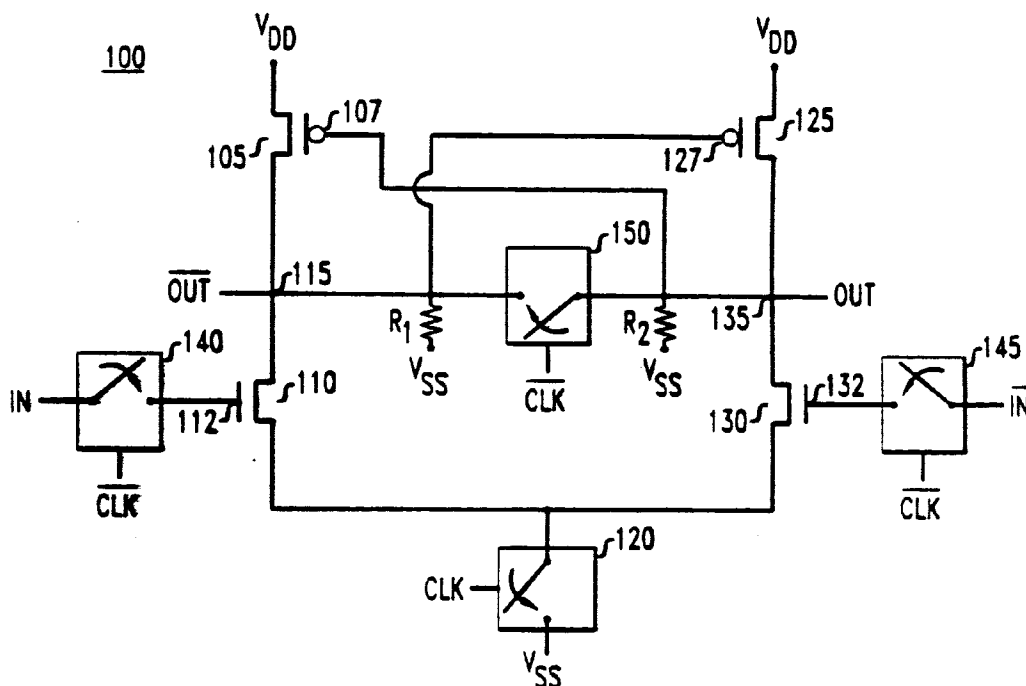 100
V_DD
V_DD
107
105
125
127
150
115
OUT̅
OUT
135
R_1
R_2
V_SS
V_SS
CLK̅
140
IN
110
112
CLK̅
145
132
130
IN̅
CLK̅
120
CLK
V_SS